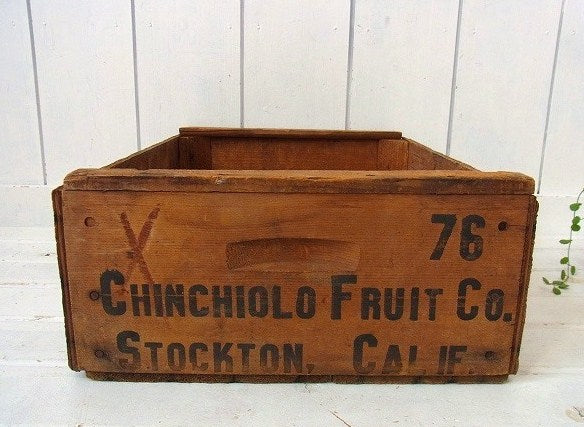 X 76
CHINCHIOLO FRUIT CO.
STOCKTON, CALIF.